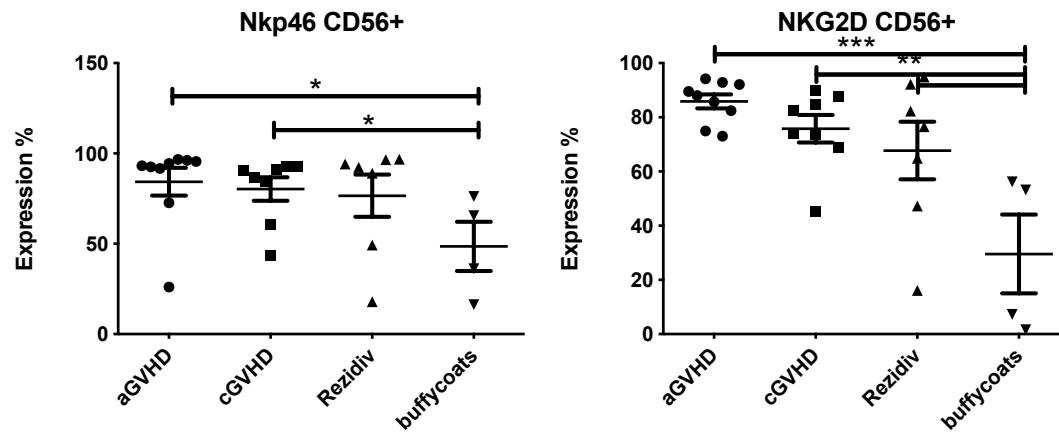 Nkp46 CD56+
Expression %
150
100
50
0
*
*
aGVHD
cGVHD
Rezidiv
buffycoats
NKG2D CD56+
Expression %
100
80
60
40
20
0
***
**
aGVHD
cGVHD
Rezidiv
buffycoats